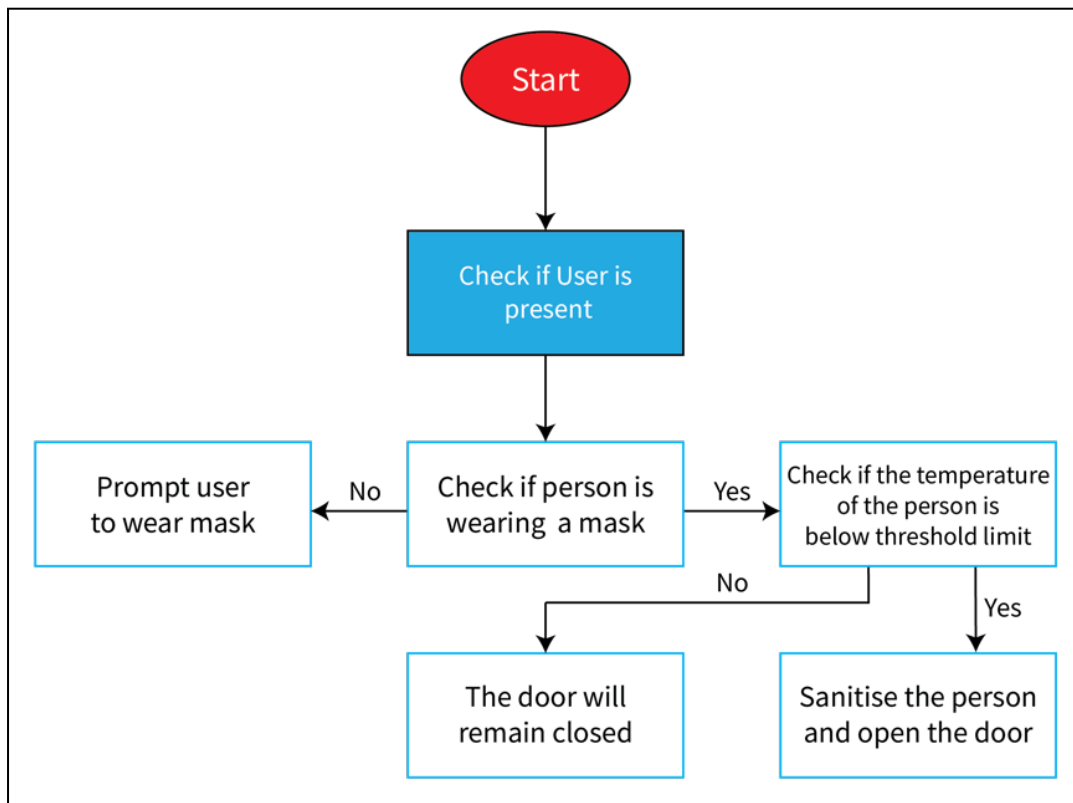 Start
Check if User is
present
Prompt user
to wear mask
No
Check if person is
wearing a mask
Yes
Check if the temperature
of the person is
below threshold limit
No
Yes
The door will
remain closed
Sanitise the person
and open the door